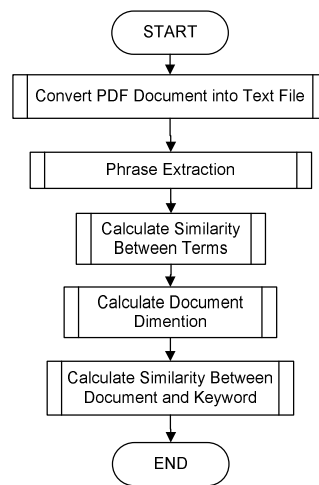 START
Convert PDF Document into Text File
Phrase Extraction
Calculate Similarity
Between Terms
Calculate Document
Dimention
Calculate Similarity Between
Document and Keyword
END